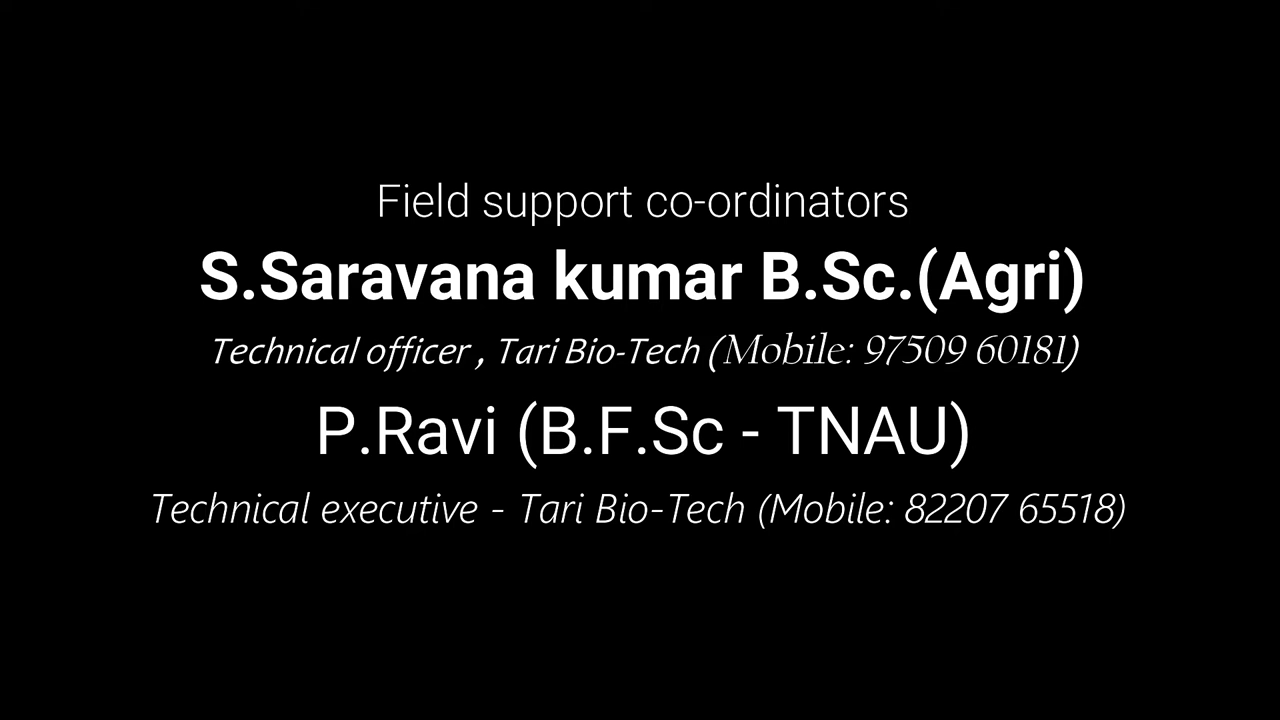 Field support co-ordinators
S.Saravana kumar B.Sc.(Agri)
Technical officer , Tari Bio-Tech (Mobile: 97509 60181)
P.Ravi (B.F.Sc - TNAU)
Technical executive - Tari Bio-Tech (Mobile: 82207 65518)